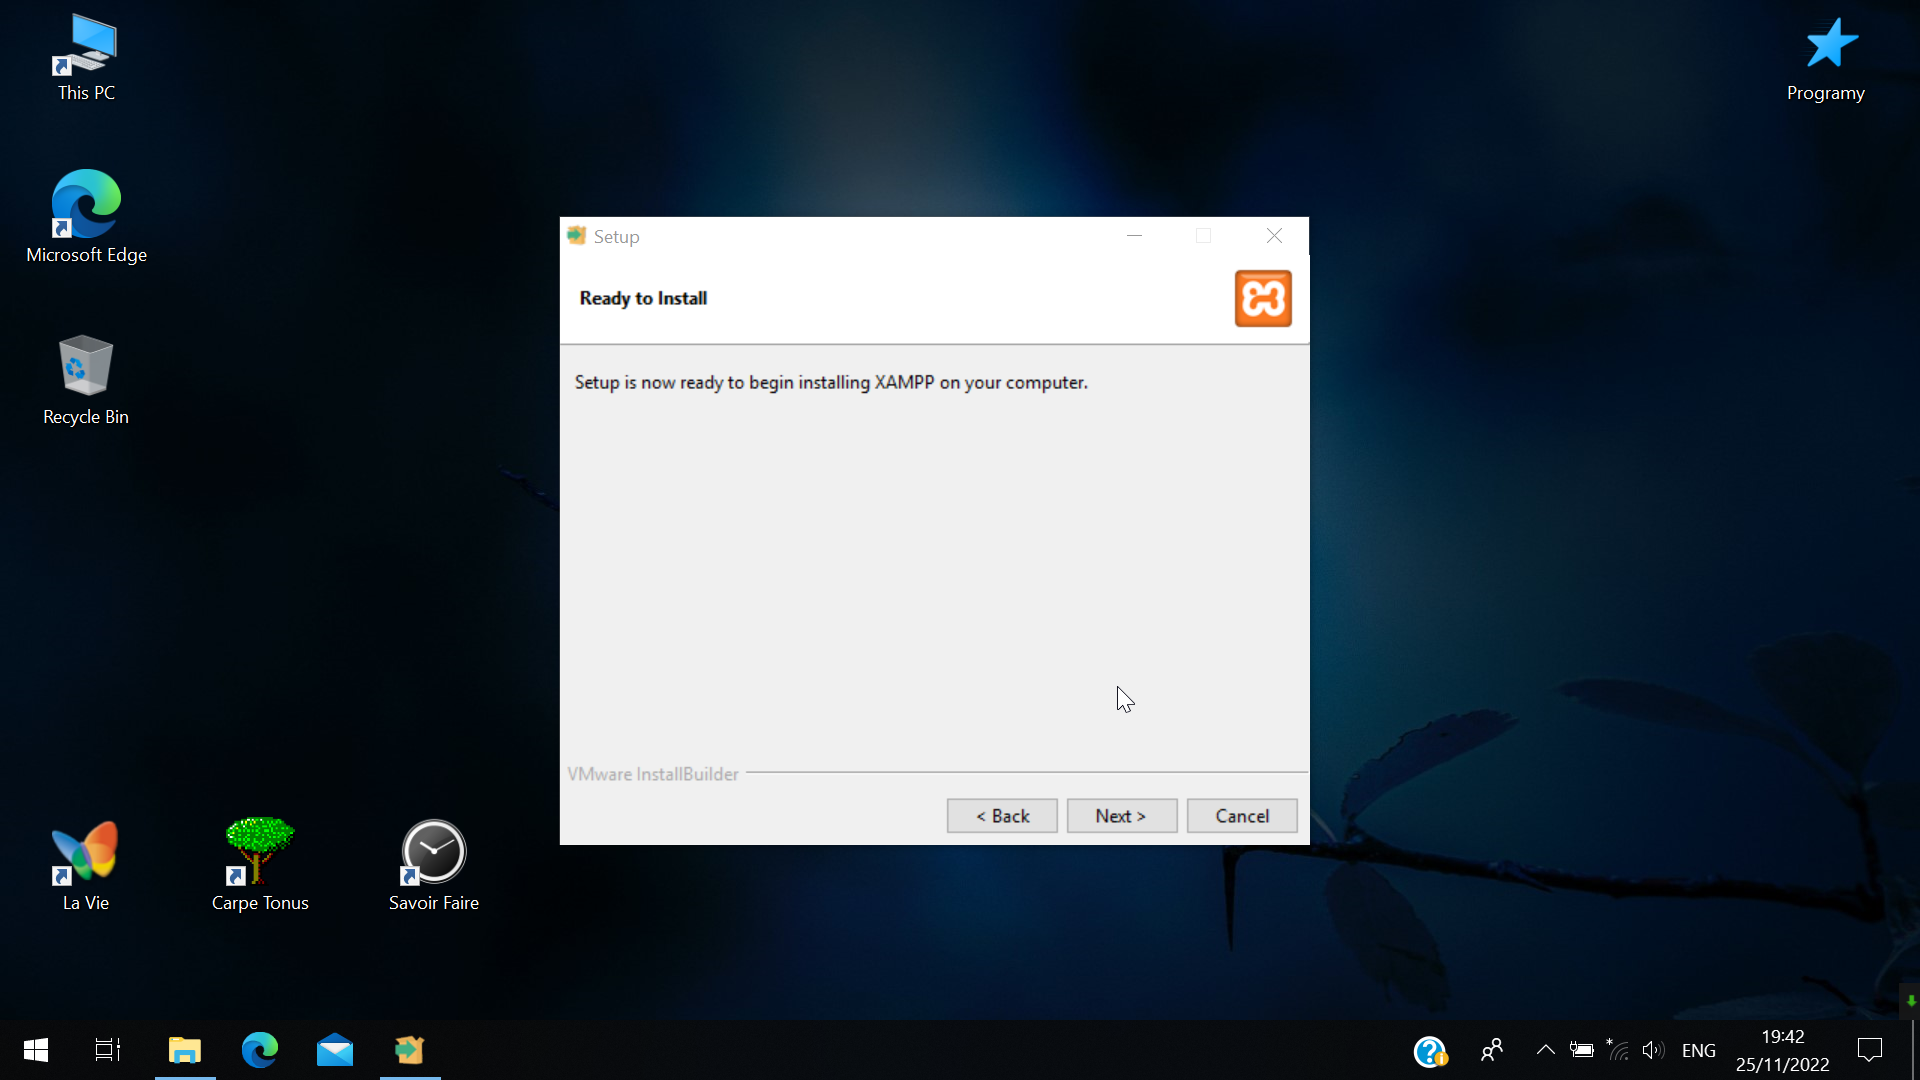 This PC
Programy
Microsoft Edge
Recycle Bin
Setup
Ready to Install
Setup is now ready to begin installing XAMPP on your computer.
VMware InstallBuilder
< Back
Next >
Cancel
La Vie
Carpe Tonus
Savoir Faire
ENG
19:42
25/11/2022